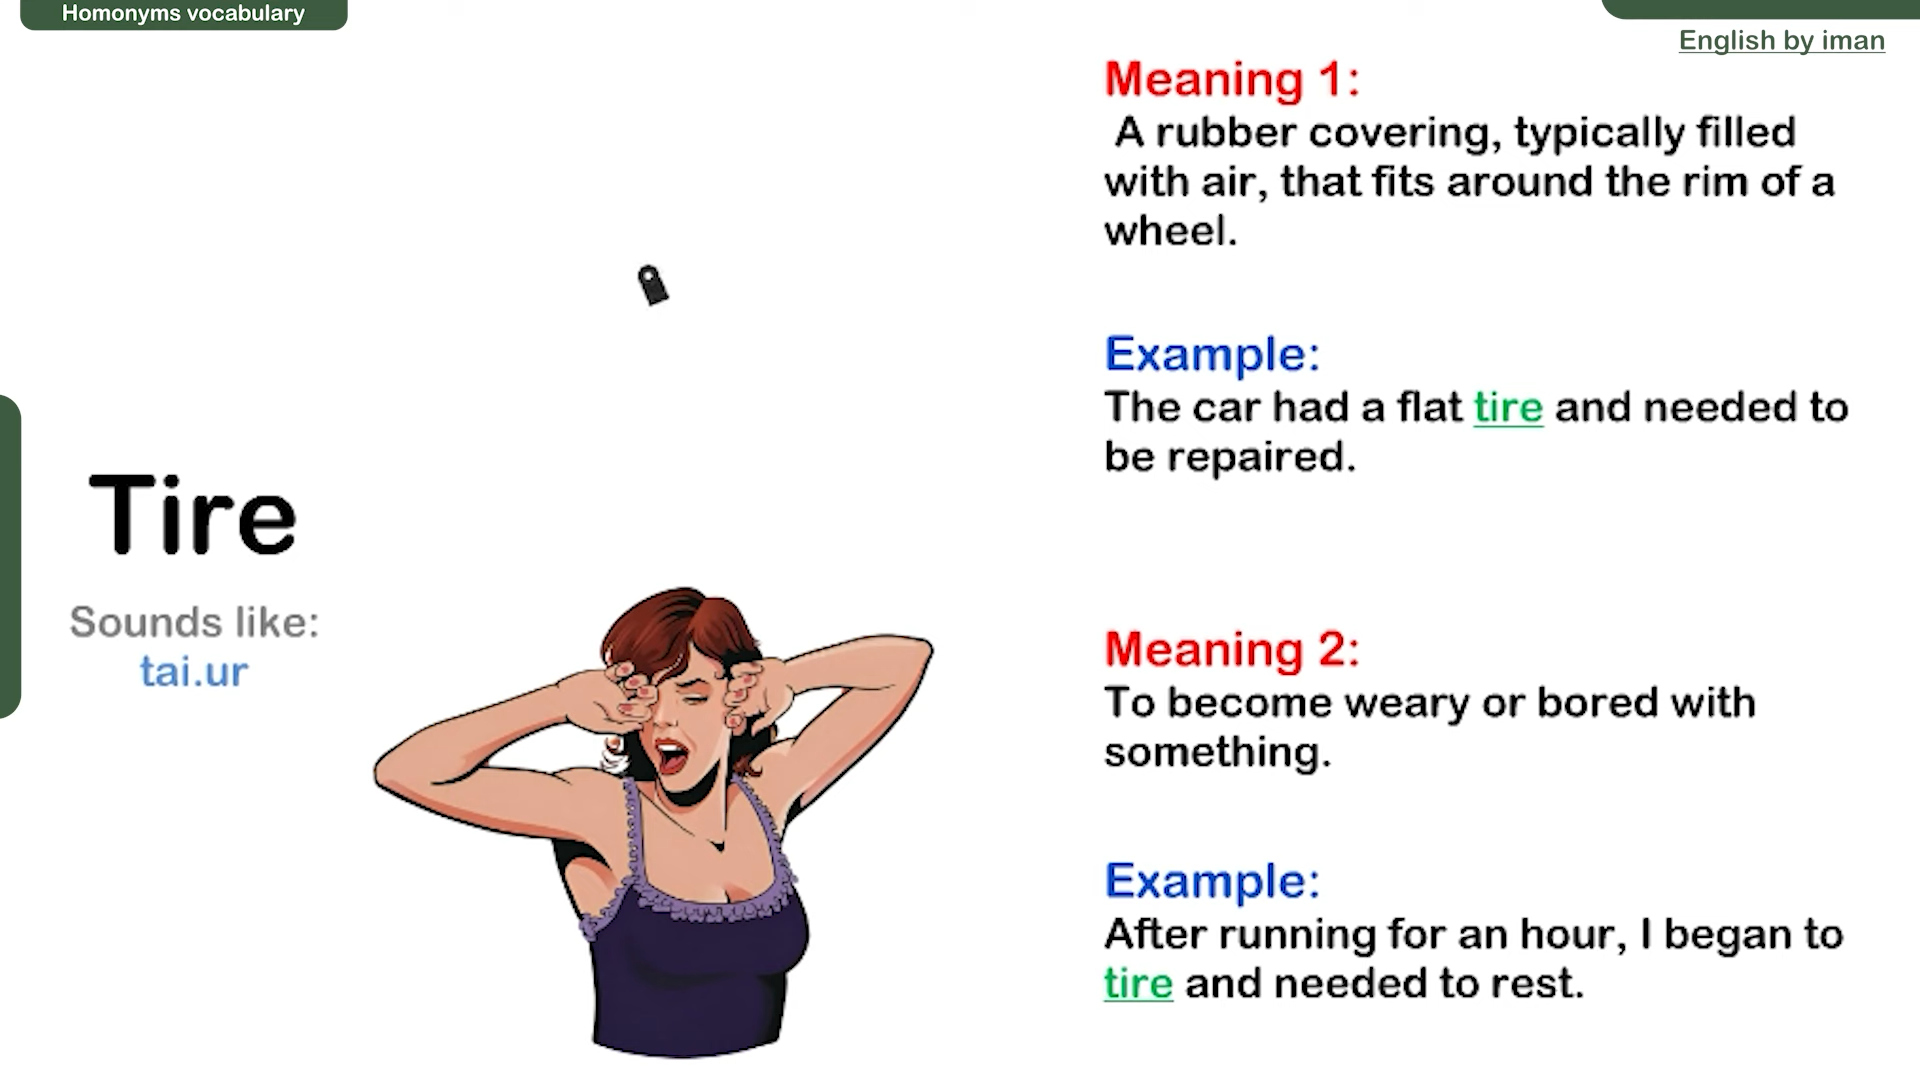 Homonyms vocabulary
English by iman
Tire
Sounds like:
tai.ur
Meaning 1:
A rubber covering, typically filled
with air, that fits around the rim of a
wheel.
Example:
The car had a flat tire and needed to
be repaired.
Meaning 2:
To become weary or bored with
something.
Example:
After running for an hour, I began to
tire and needed to rest.